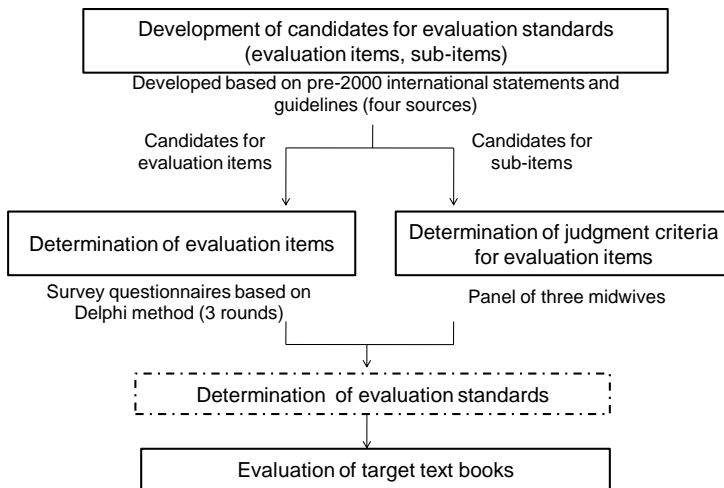 Development of candidates for evaluation standards
(evaluation items, sub-items)
Developed based on pre-2000 international statements and
guidelines (four sources)
Candidates for
evaluation items
Candidates for
sub-items
Determination of evaluation items
Determination of judgment criteria
for evaluation items
Survey questionnaires based on
Delphi method (3 rounds)
Panel of three midwives
Determination of evaluation standards
Evaluation of target text books